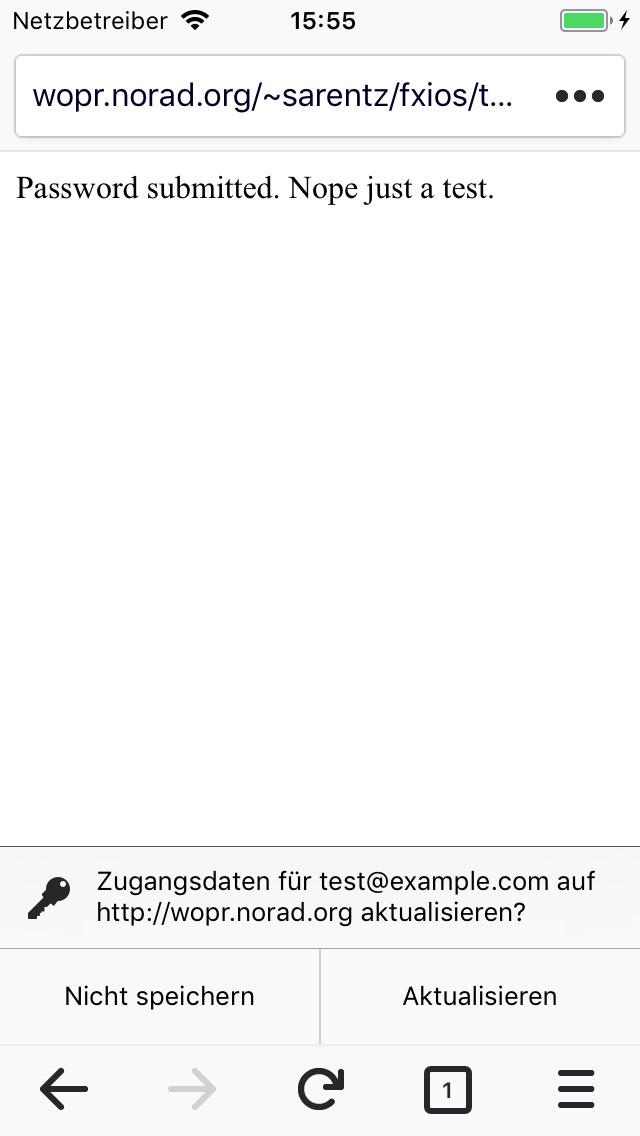 Netzbetreiber 15:55
wopr.norad.org/~sarentz/fxios/t...
Password submitted. Nope just a test.
Zugangsdaten für test@example.com auf
http://wopr.norad.org aktualisieren?
Nicht speichern Aktualisieren
1